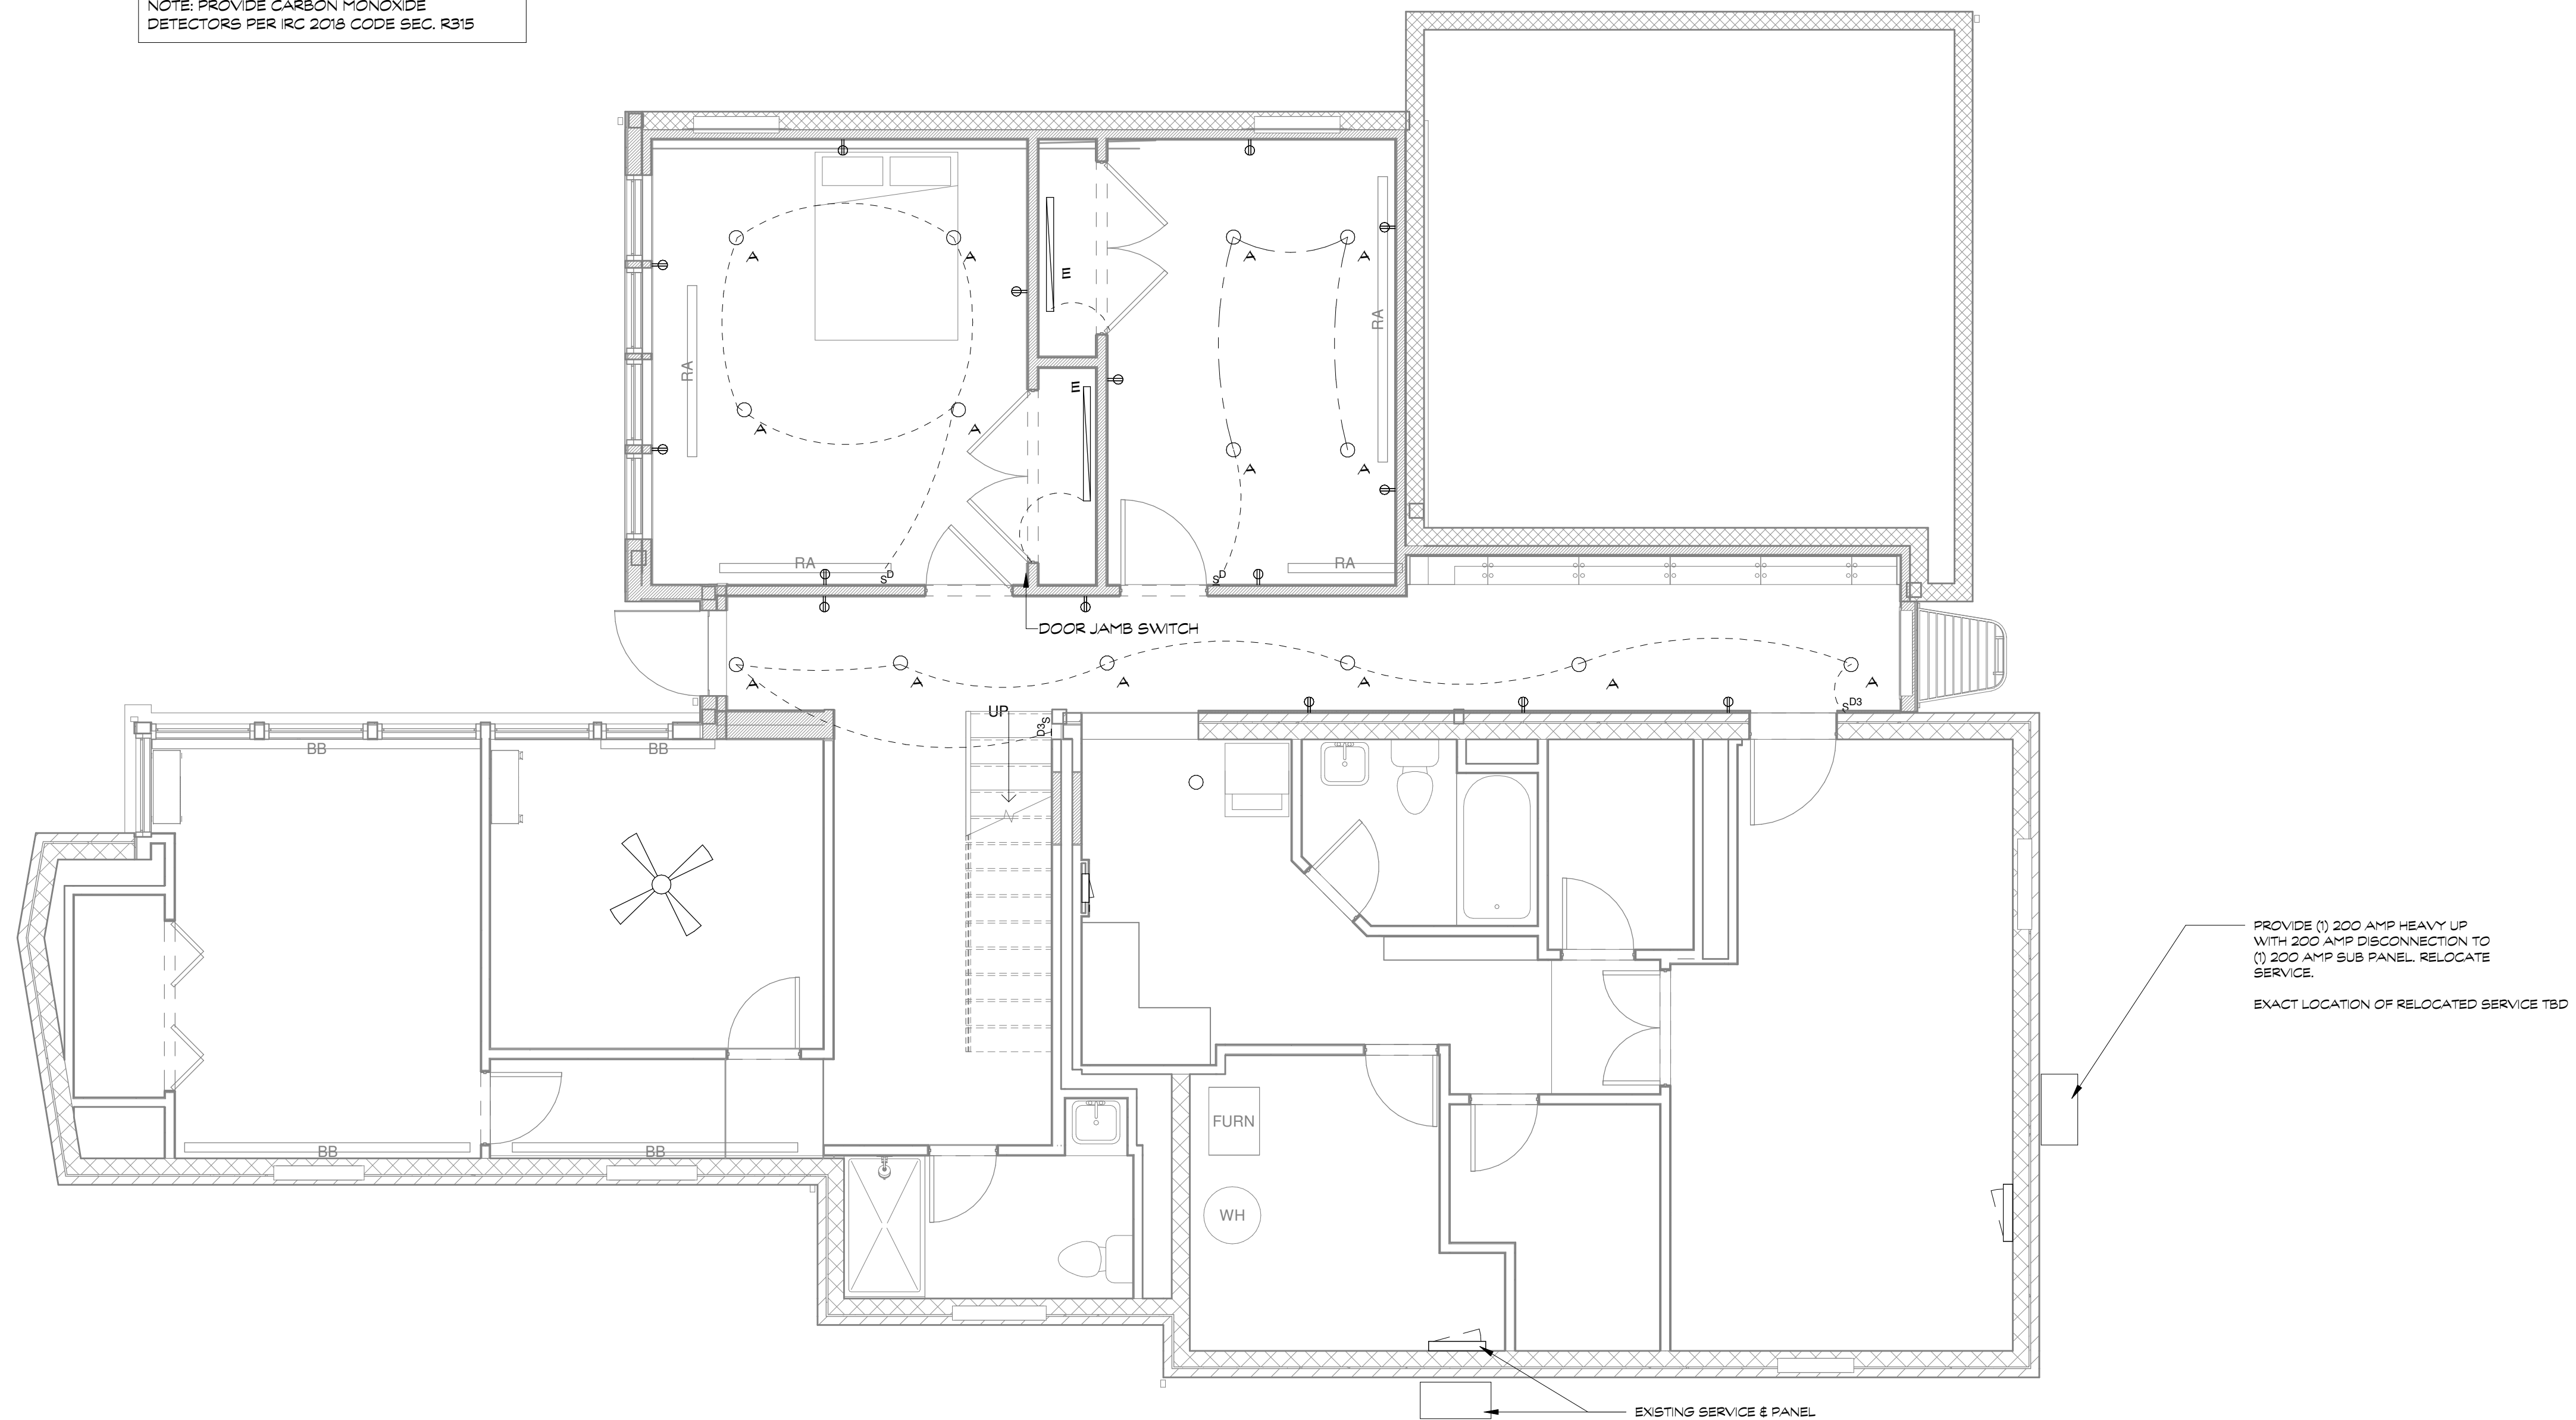 NOTE: PROVIDE CARBON MONOXIDE
DETECTORS PER IRC 2018 CODE SEC. R315
A
A
E
A
A
RA
RA
E
A
A
A
A
RA
S D
S D
RA
DOOR JAMB SWITCH
A
A
A
A
A
A
UP
D3 S
S D3
BB
BB
PROVIDE (1) 200 AMP HEAVY UP
WITH 200 AMP DISCONNECTION TO
(1) 200 AMP SUB PANEL. RELOCATE
SERVICE.
EXACT LOCATION OF RELOCATED SERVICE TBD
FURN
BB
BB
WH
EXISTING SERVICE & PANEL